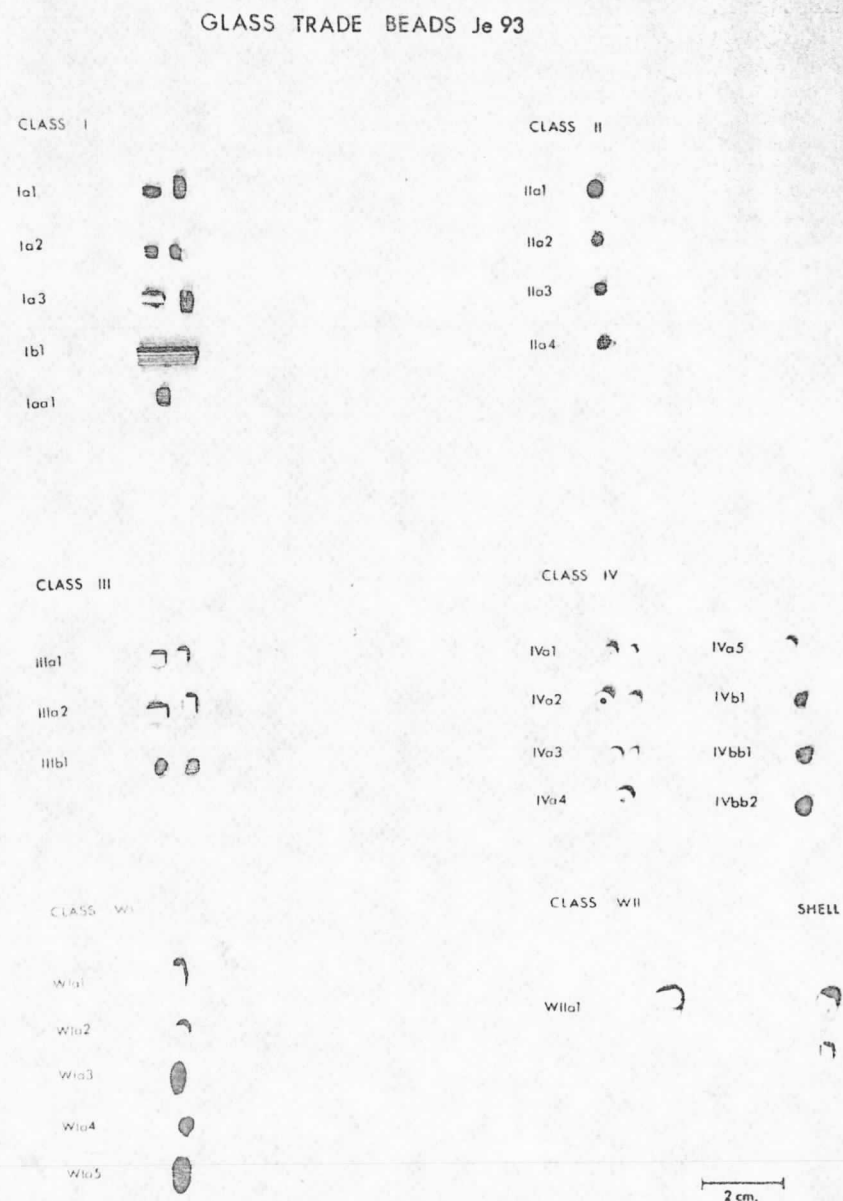 GLASS TRADE BEADS Je 93
CLASS I
Ia1
Ia2
Ia3
Ib1
Iaa1
CLASS II
IIa1
IIa2
IIa3
IIa4
CLASS III
IIIa1
IIIa2
IIIb1
CLASS IV
IVa1
IVa2
IVa3
IVa4
IVa5
IVb1
IVbb1
IVbb2
CLASS WI
WIa1
WIa2
WIa3
WIa4
WIa5
CLASS WII
WIIa1
SHELL
2 cm.